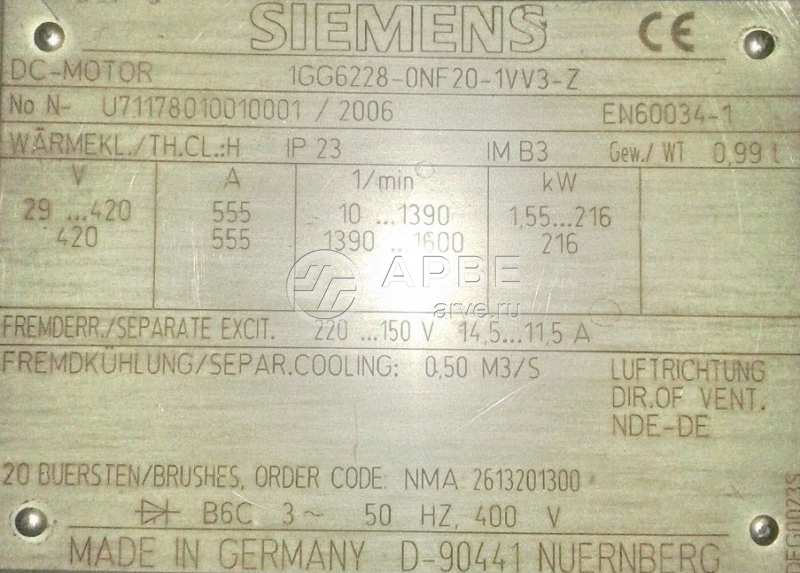 SIEMENS CE
DC-MOTOR 1GG6228-0NF20-1VV3-Z
No N- U71178010010001 / 2006 EN60034-1
WÄRMEKL./TH.CL.:H IP 23 IM B3 Gew./ WT 0,99 t
V A 1/min kW
29 ...420 555 10 ...1390 1,55...216
420 555 1390 .. 1600 216
АРВЕ
arve.ru
FREMDERR./SEPARATE EXCIT. 220 ...150 V 14,5...11,5 A
FREMDKÜHLUNG/SEPAR.COOLING: 0,50 M3/S LUFTRICHTUNG
DIR.OF VENT.
NDE-DE
20 BUERSTEN/BRUSHES, ORDER CODE: NMA 2613201300
B6C 3~ 50 HZ, 400 V
MADE IN GERMANY D-90441 NUERNBERG